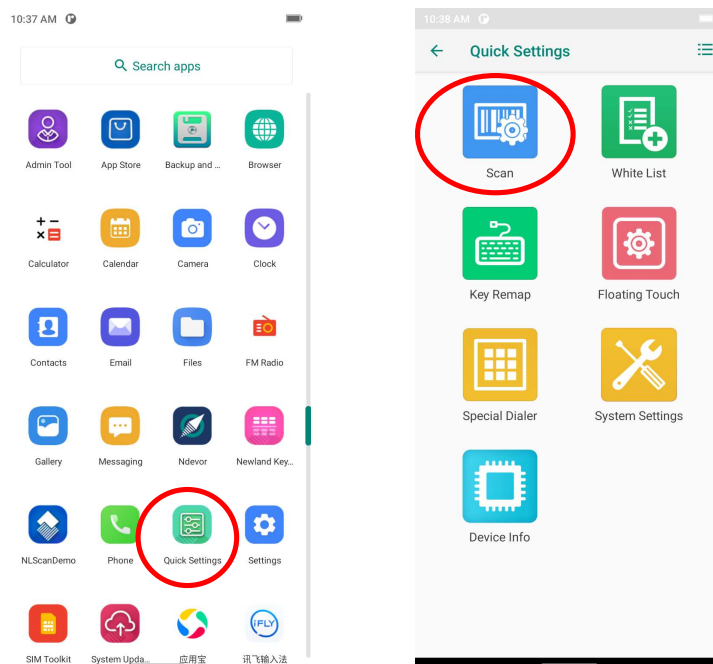 10:37 AM
Search apps
Admin Tool
App Store
Backup and ...
Browser
Calculator
Calendar
Camera
Clock
Contacts
Email
Files
FM Radio
Gallery
Messaging
Ndevor
Newland Key...
NLScanDemo
Phone
Quick Settings
Settings
SIM Toolkit
System Upda...
应用宝
iFLY
讯飞输入法
10:38 AM
Quick Settings
Scan
White List
Key Remap
Floating Touch
Special Dialer
System Settings
Device Info